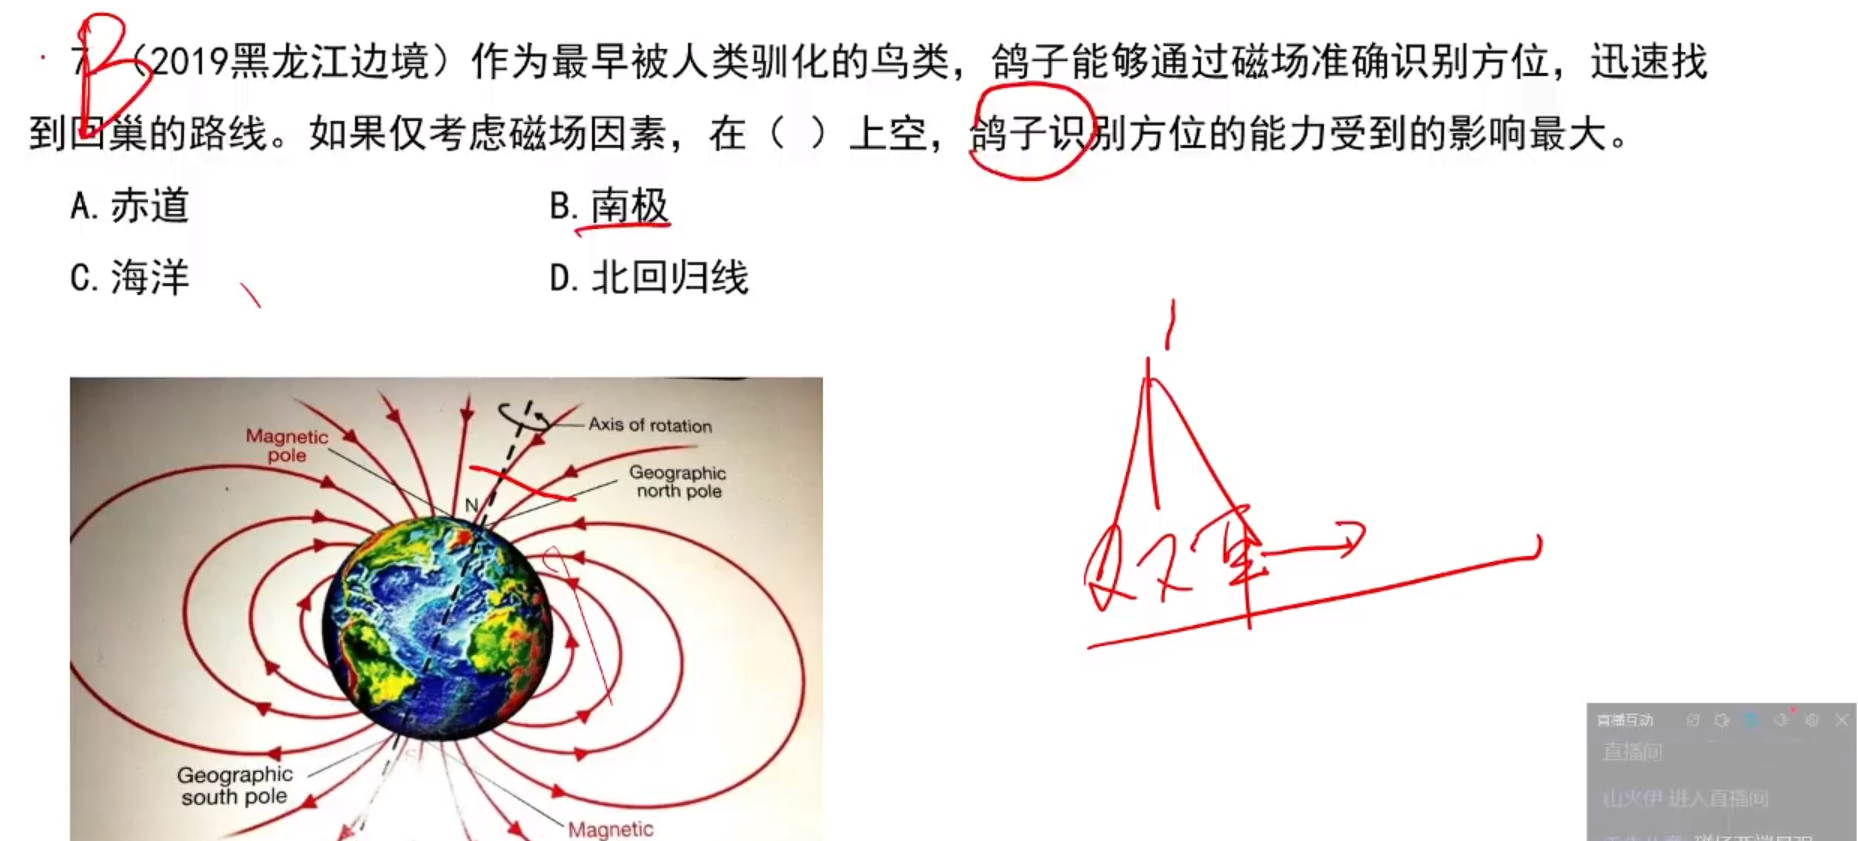 B
7.（2019黑龙江边境）作为最早被人类驯化的鸟类，鸽子能够通过磁场准确识别方位，迅速找
到回巢的路线。如果仅考虑磁场因素，在（ ）上空，鸽子识别方位的能力受到的影响最大。
A.赤道 B.南极
C.海洋 D.北回归线
Axis of rotation
Magnetic
pole
Geographic
north pole
N
S
Geographic
south pole
Magnetic
直播互动
直播间
山火伊 进入直播间